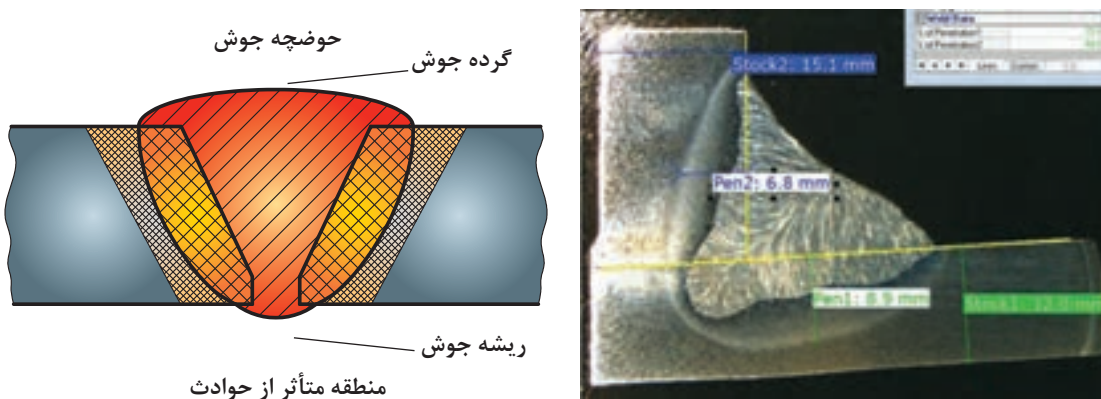 حوضچه جوش
گرده جوش
ریشه جوش
منطقه متأثر از حوادث
Stock2: 15.1 mm
Pen2: 6.8 mm
Pen1: 8.9 mm